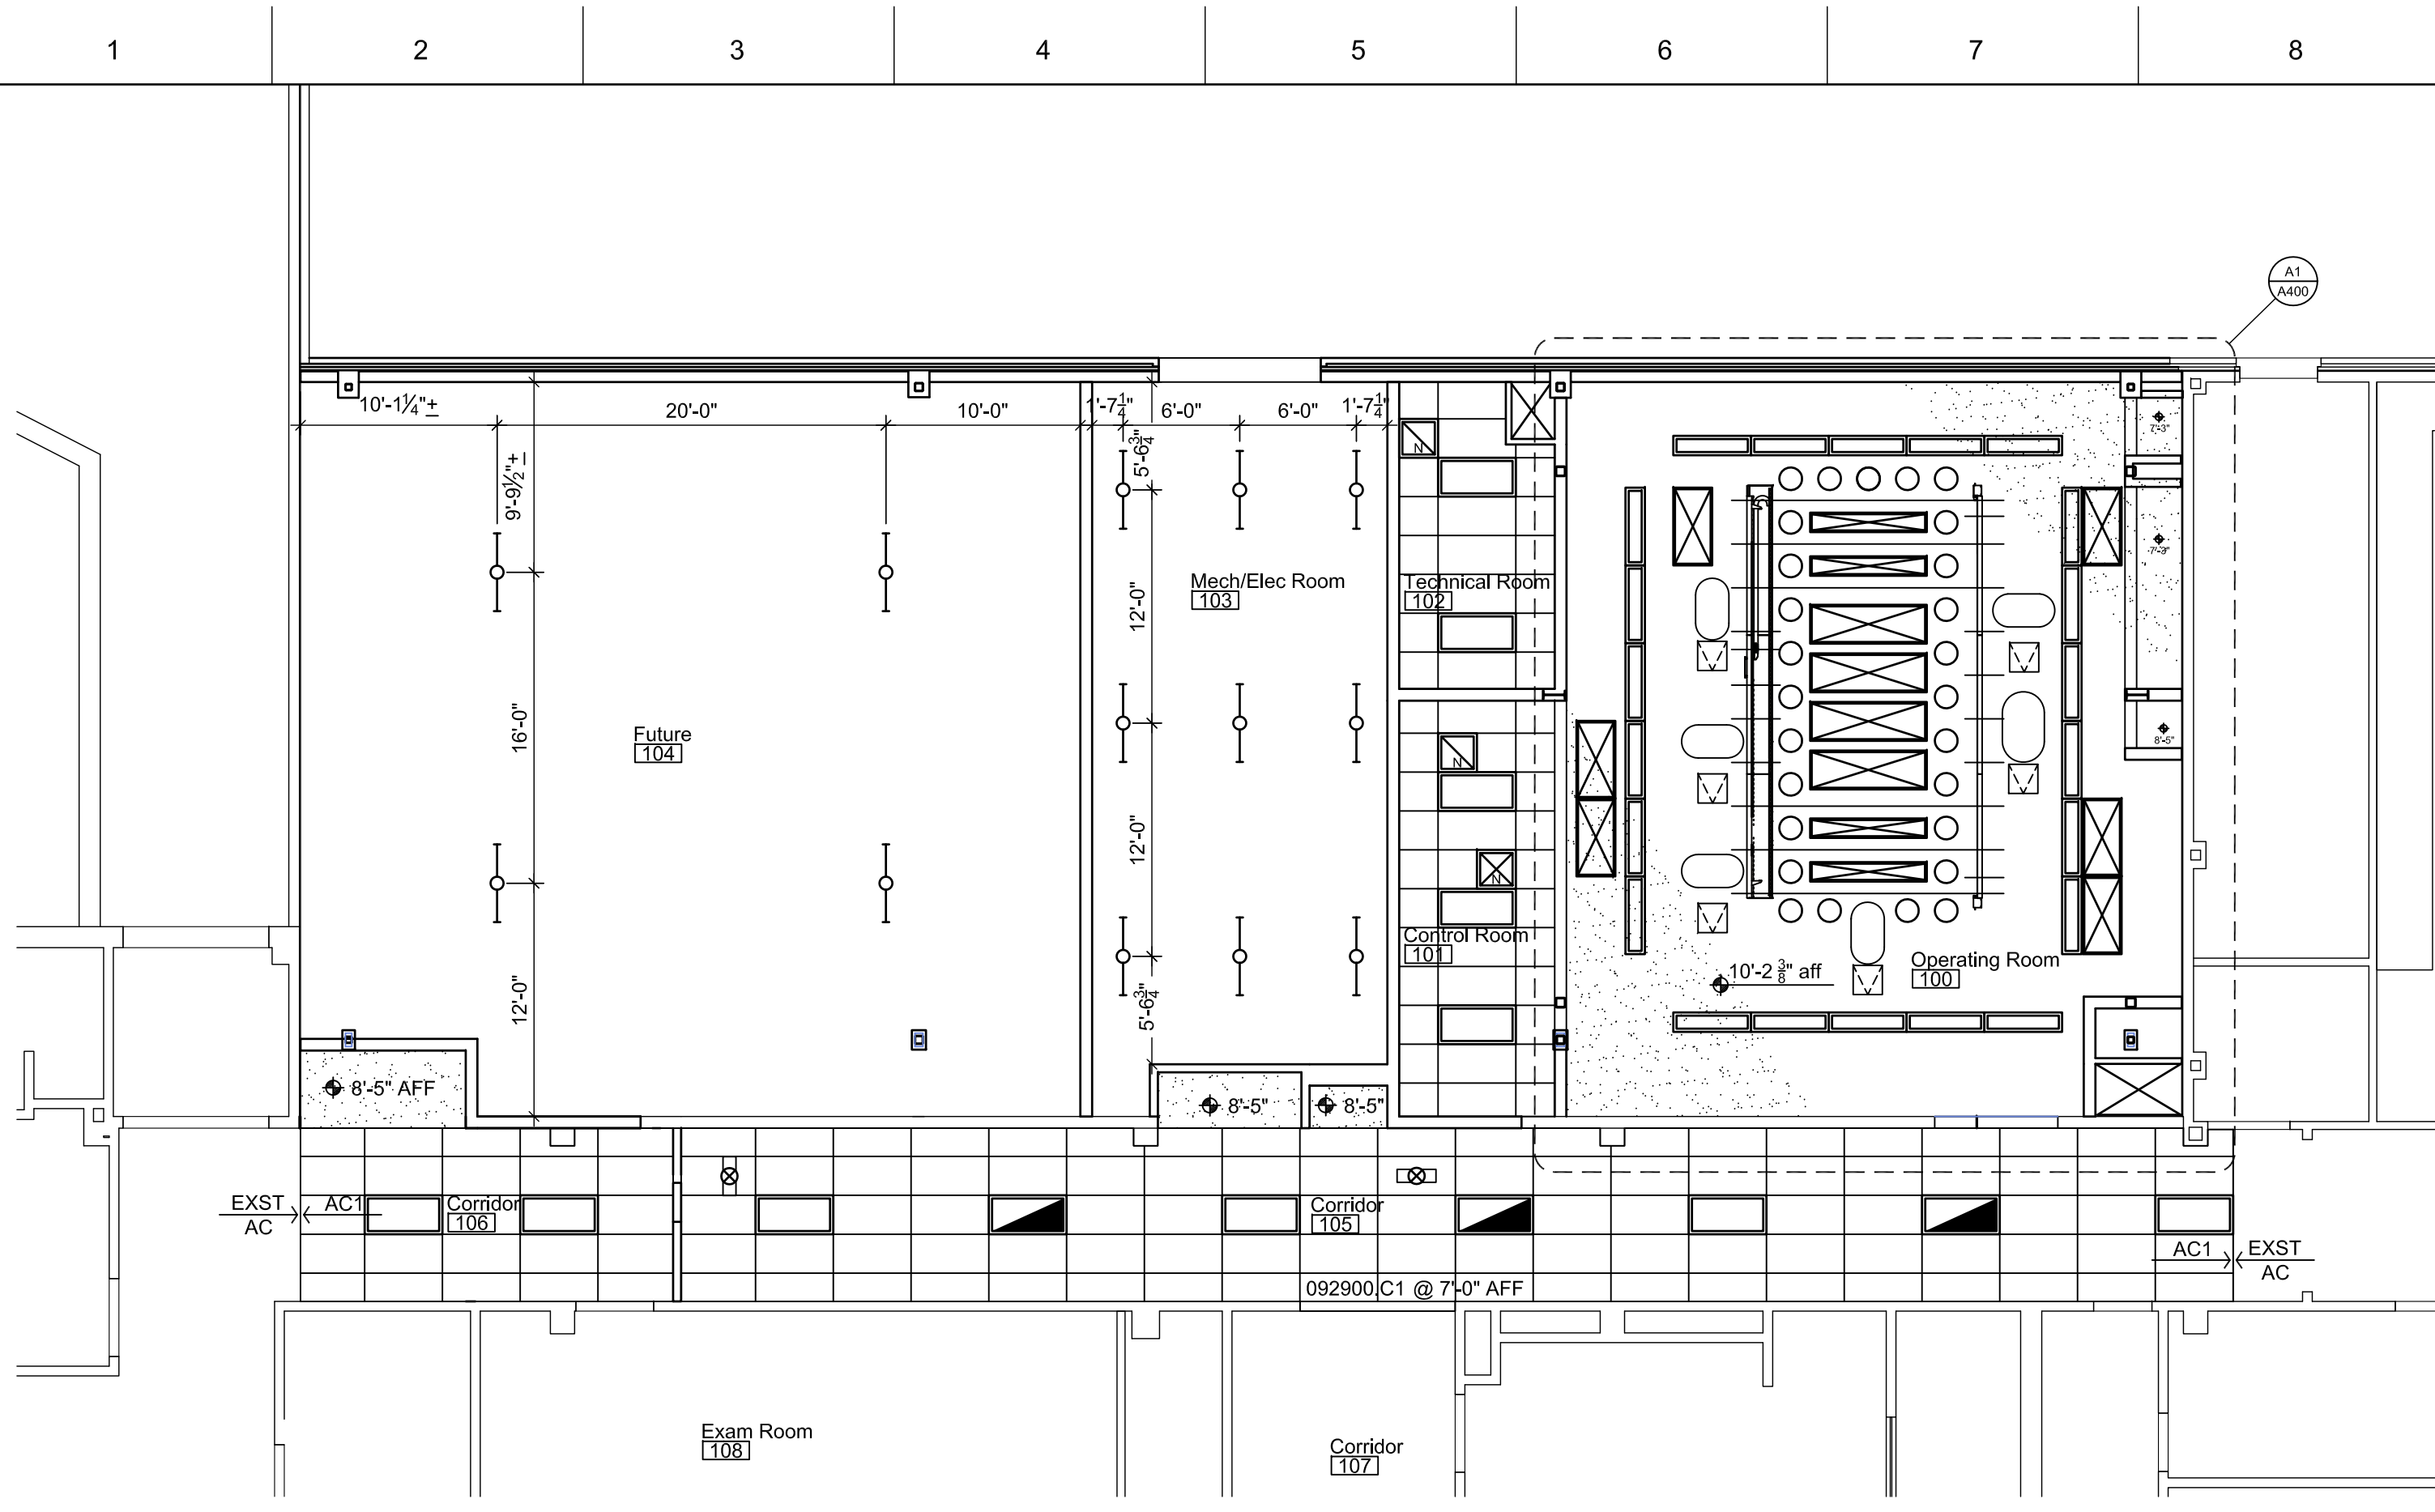 1 2 3 4 5 6 7 8
A1
A400
10'-1¼"± 20'-0" 10'-0" 1'-7¼" 6'-0" 6'-0" 1'-7¼"
9'-9½"±
5'-6¾"
N
7'-3"
7'-3"
Mech/Elec Room
103
Technical Room
102
12'-0"
16'-0"
Future
104
8'-5"
N
12'-0"
N
Control Room
101
Operating Room
100
10'-2 ⅜" aff
12'-0"
5'-6¾"
8'-5" AFF
8'-5"
8'-5"
EXST
AC
AC1
Corridor
106
Corridor
105
AC1
EXST
AC
092900.C1 @ 7'-0" AFF
Exam Room
108
Corridor
107